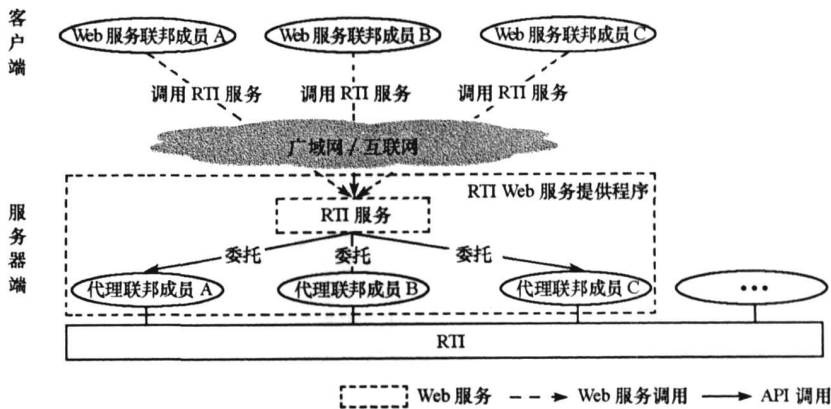 客户端
Web 服务联邦成员 A
Web 服务联邦成员 B
Web 服务联邦成员 C
调用 RTI 服务
调用 RTI 服务
调用 RTI 服务
广域网 / 互联网
服务器端
RTI Web 服务提供程序
RTI 服务
委托
委托
委托
代理联邦成员 A
代理联邦成员 B
代理联邦成员 C
•••
RTI
Web 服务
Web 服务调用
API 调用